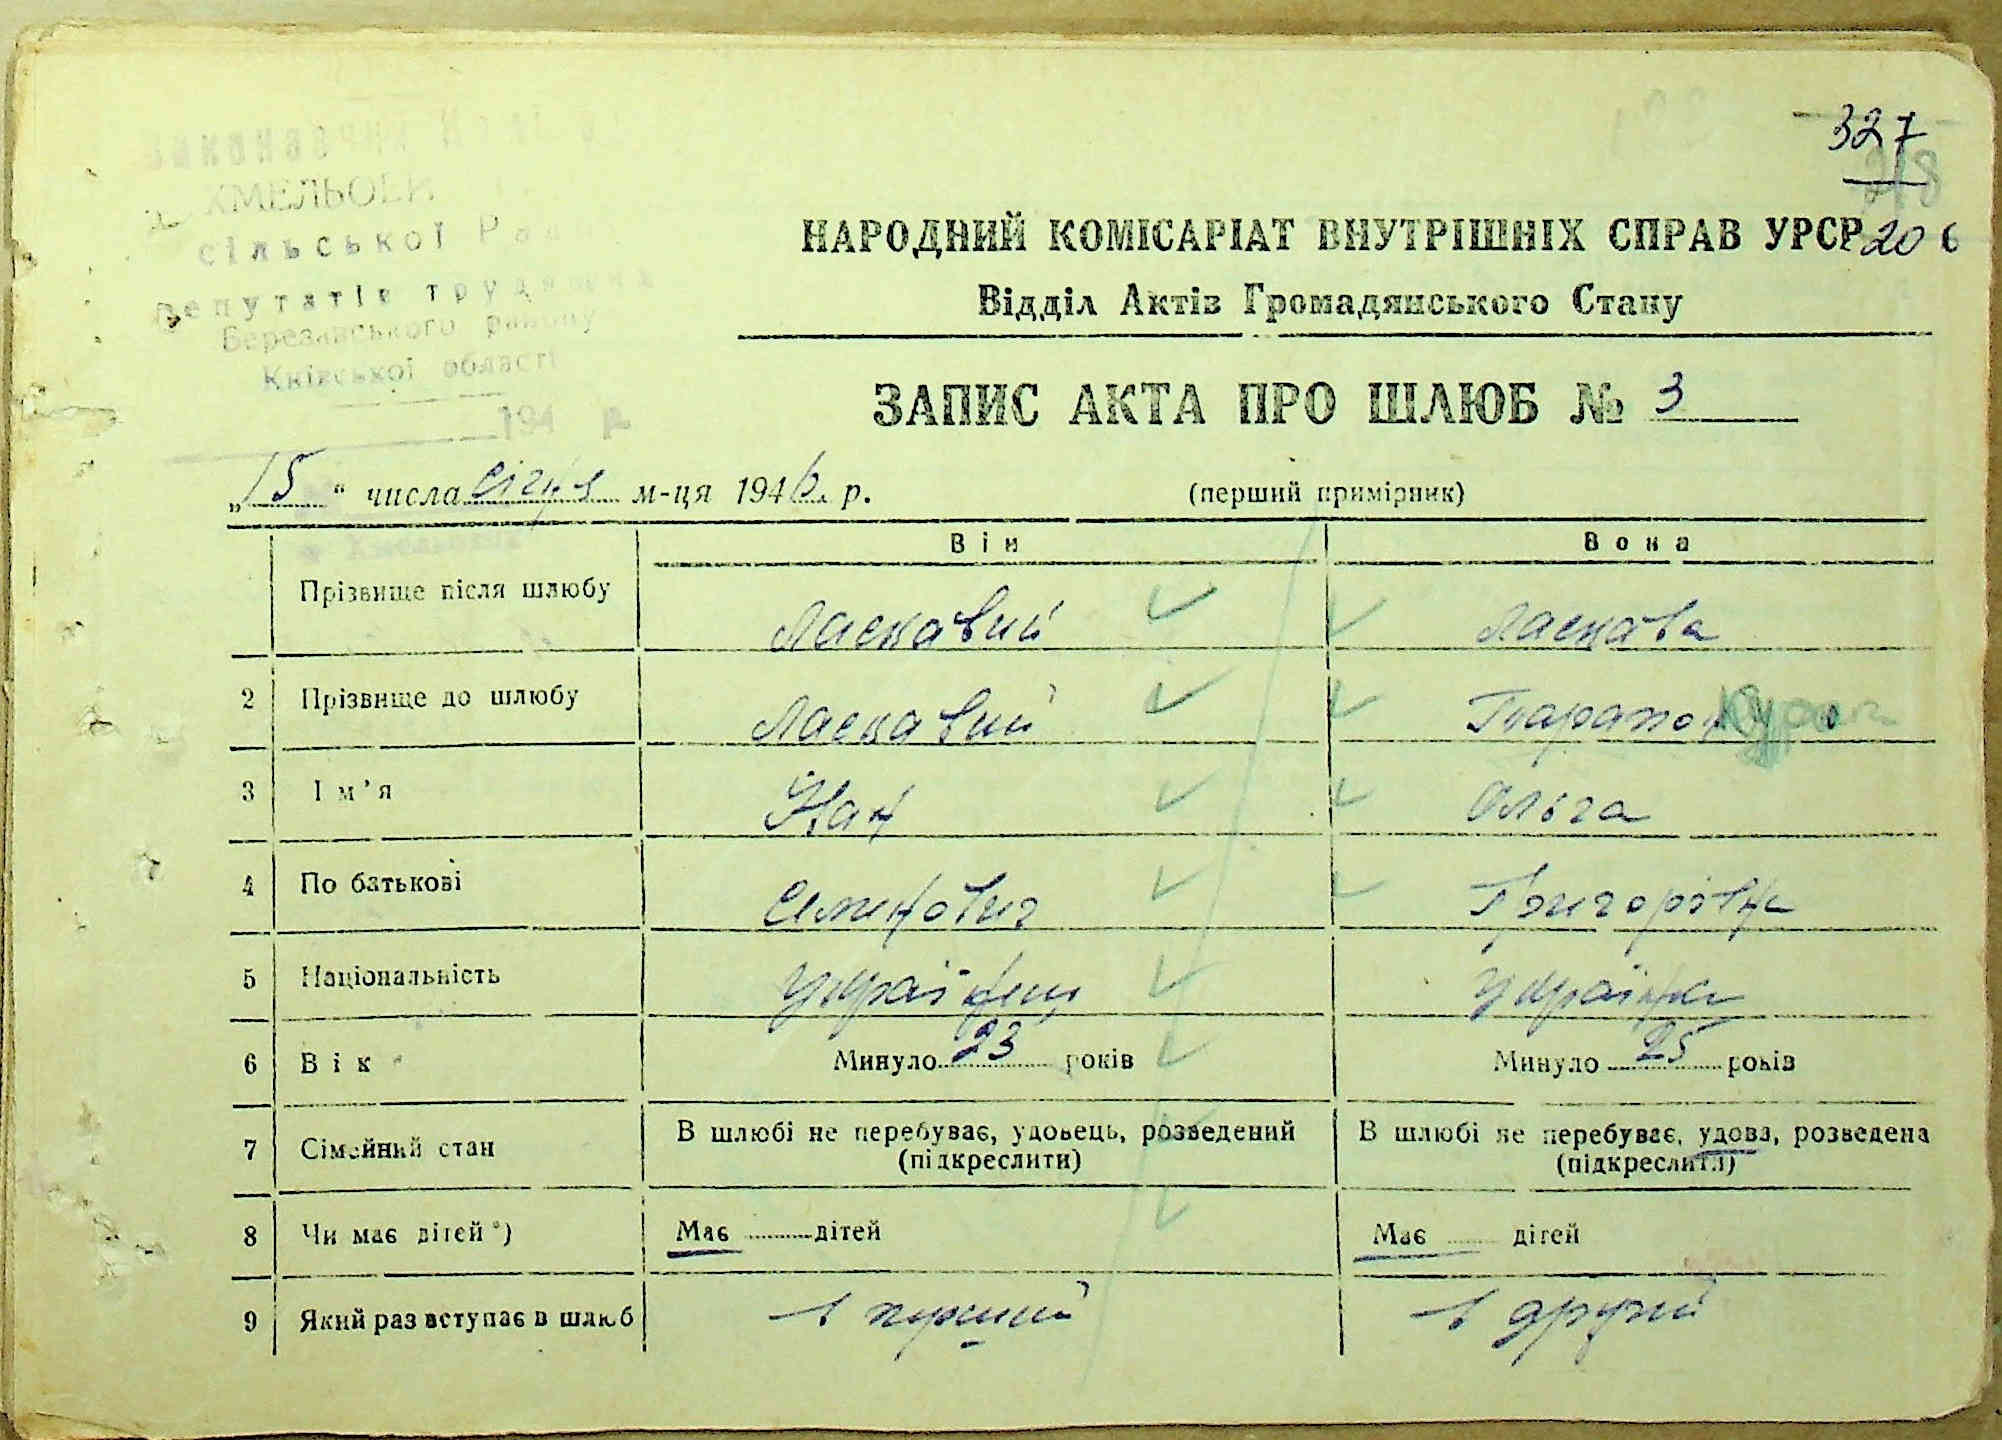 327
218
206
сільської Ради
Депутатів трудящих
Березанського району
Київської області
194 р.
НАРОДНИЙ КОМІСАРІАТ ВНУТРІШНІХ СПРАВ УРСР
Відділ Актів Громадянського Стану
ЗАПИС АКТА ПРО ШЛЮБ № 3
„15“ числа січня м-ця 1946 р. (перший примірник)
Він Вона
Прізвище після шлюбу Ласкавий Ласкава
2 Прізвище до шлюбу Ласкавий
3 Ім'я Йан Ольга
4 По батькові Семенович Григорівна
5 Національність Українець Українка
6 Вік Минуло 23 років Минуло 25 років
7 Сімейний стан В шлюбі не перебуває, удовець, розведений В шлюбі не перебуває, удова, розведена
(підкреслити) (підкреслити)
8 Чи має дітей*) Має дітей Має дітей
9 Який раз вступає в шлюб в перший в другий